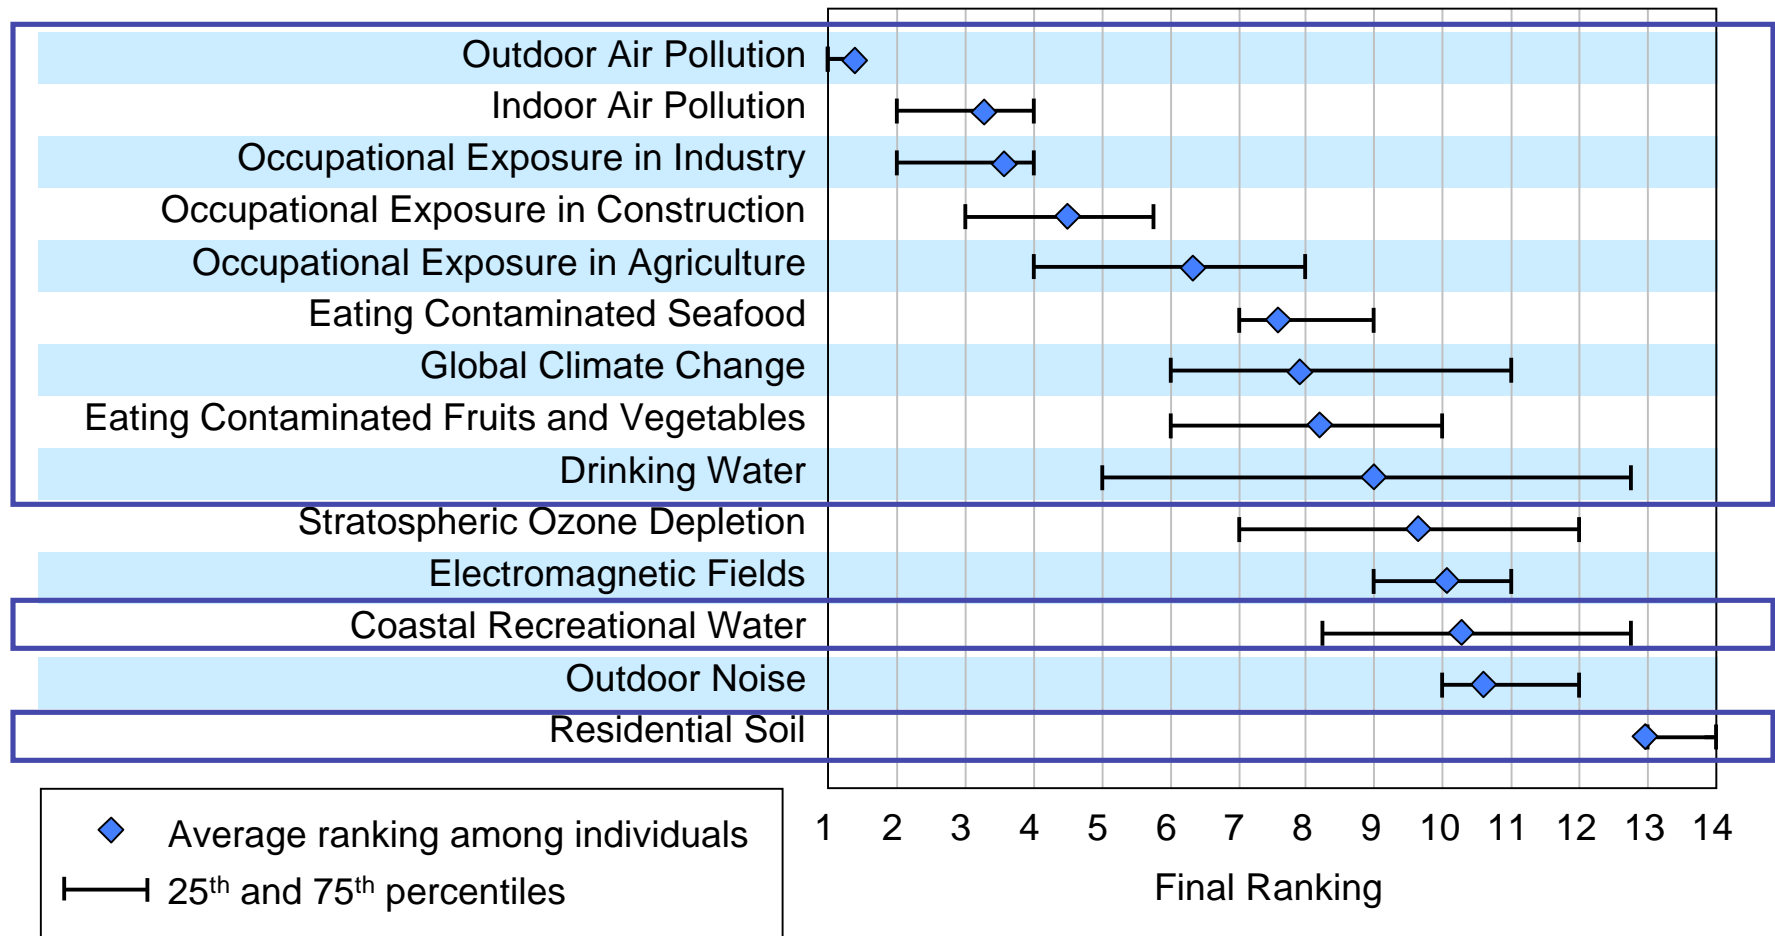 Outdoor Air Pollution
Indoor Air Pollution
Occupational Exposure in Industry
Occupational Exposure in Construction
Occupational Exposure in Agriculture
Eating Contaminated Seafood
Global Climate Change
Eating Contaminated Fruits and Vegetables
Drinking Water
Stratospheric Ozone Depletion
Electromagnetic Fields
Coastal Recreational Water
Outdoor Noise
Residential Soil
1 2 3 4 5 6 7 8 9 10 11 12 13 14
Final Ranking
Average ranking among individuals
25th and 75th percentiles